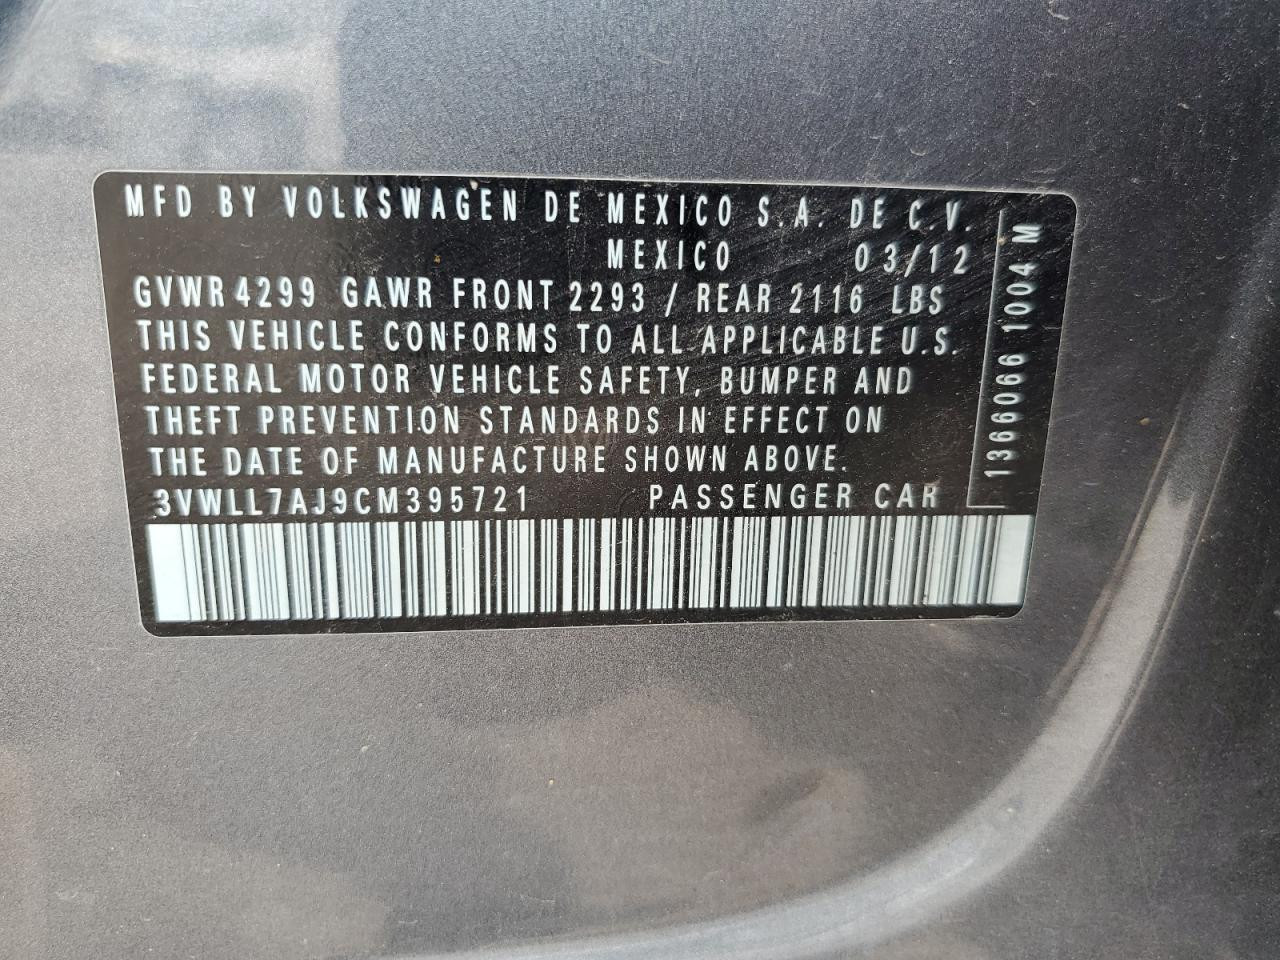 MFD BY VOLKSWAGEN DE MEXICO S.A. DE C.V.
MEXICO 03/12
GVWR 4299 GAWR FRONT 2293 / REAR 2116 LBS
THIS VEHICLE CONFORMS TO ALL APPLICABLE U.S.
FEDERAL MOTOR VEHICLE SAFETY, BUMPER AND
THEFT PREVENTION STANDARDS IN EFFECT ON
THE DATE OF MANUFACTURE SHOWN ABOVE.
3VWLL7AJ9CM395721 PASSENGER CAR
1366066 1004 M